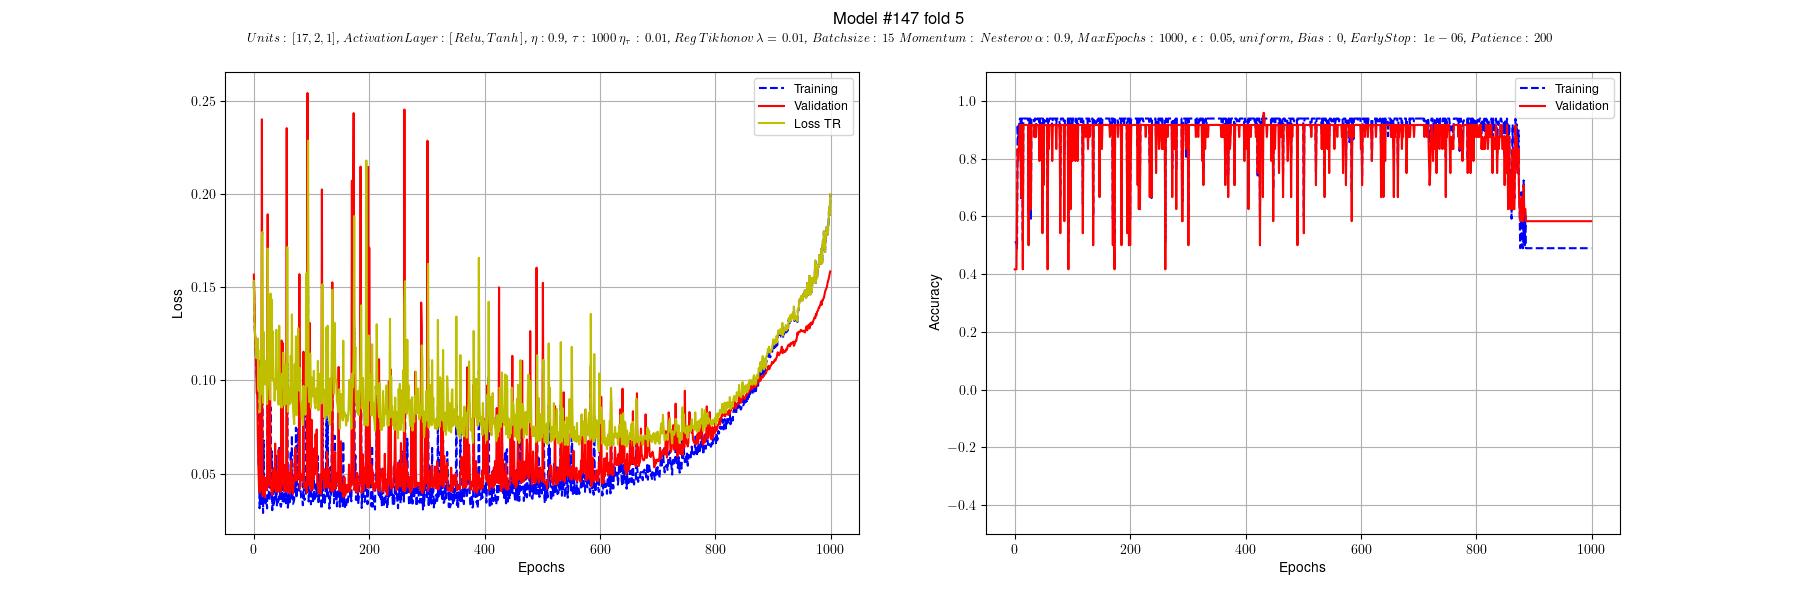 Model #147 fold 5
Units : [17, 2, 1], ActivationLayer : [Relu, Tanh], η : 0.9, τ : 1000 ητ : 0.01, Reg Tikhonov λ = 0.01, Batchsize : 15 Momentum : Nesterov α : 0.9, MaxEpochs : 1000, ϵ : 0.05, uniform, Bias : 0, EarlyStop : 1e − 06, Patience : 200
Training
Validation
Loss TR
0.25
0.20
0.15
0.10
0.05
Loss
0 200 400 600 800 1000
Epochs
Training
Validation
1.0
0.8
0.6
0.4
0.2
0.0
−0.2
−0.4
Accuracy
0 200 400 600 800 1000
Epochs